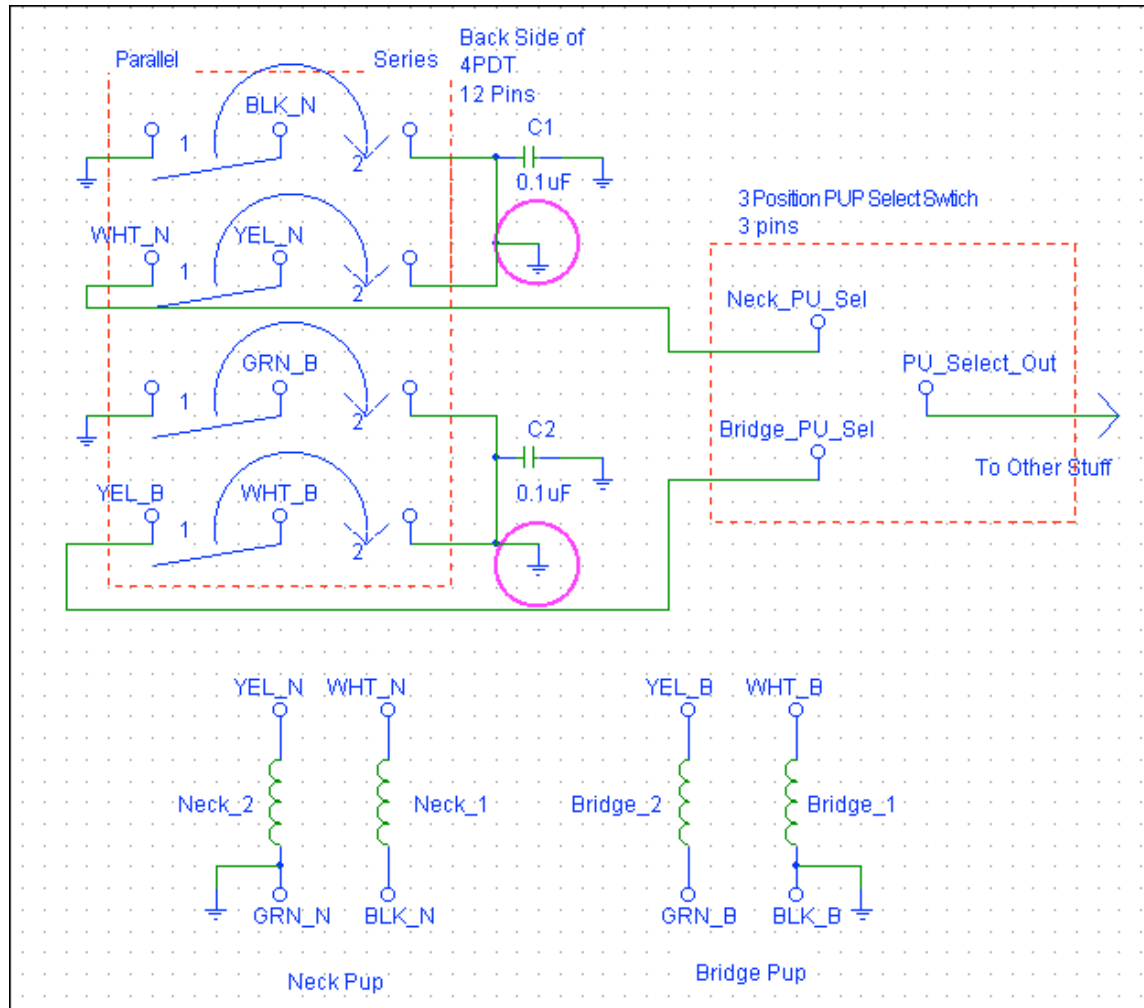 Parallel
Series
Back Side of
4PDT
12 Pins
BLK_N
1
2
C1
0.1uF
WHT_N
YEL_N
1
2
3 Position PUP Select Swtich
3 pins
Neck_PU_Sel
PU_Select_Out
GRN_B
1
2
C2
0.1uF
Bridge_PU_Sel
To Other Stuff
YEL_B
WHT_B
1
2
YEL_N
WHT_N
YEL_B
WHT_B
Neck_2
Neck_1
Bridge_2
Bridge_1
GRN_N
BLK_N
GRN_B
BLK_B
Neck Pup
Bridge Pup